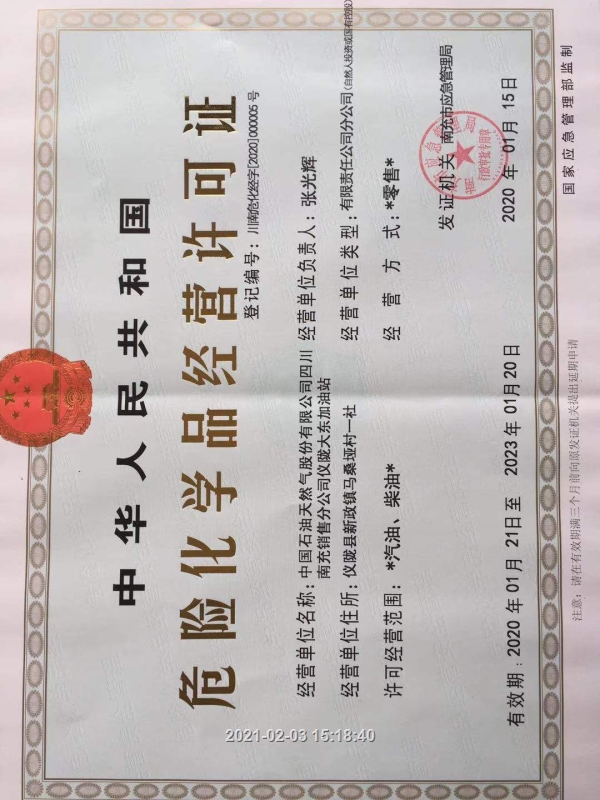 中华人民共和国
危险化学品经营许可证
登记编号：川南危化经字[2020]000005号
经营单位名称：中国石油天然气股份有限公司四川
南充销售分公司仪陇大东加油站
经营单位负责人：张光辉
经营单位住所：仪陇县新政镇马桑垭村一社
经营单位类型：有限责任公司分公司(自然人投资或国有控股)
许可经营范围：*汽油、柴油*
经营方式：*零售*
发证机关 南充市应急管理局
行政审批专用章
有效期：2020年01月21日至 2023年01月20日
2020年01月15日
注意：请在有效期满三个月前向原发证机关提出延期申请
国家应急管理部监制
2021-02-03 15:18:40